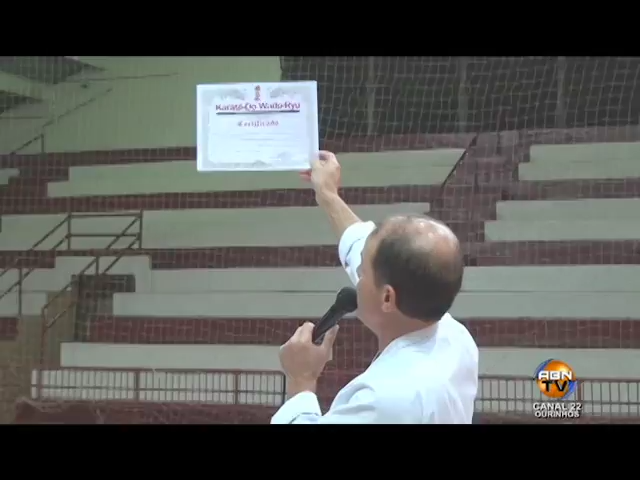 Karatê-Do Wado-Ryu
Certificado
ABN
TV
CANAL 22
OURINHOS